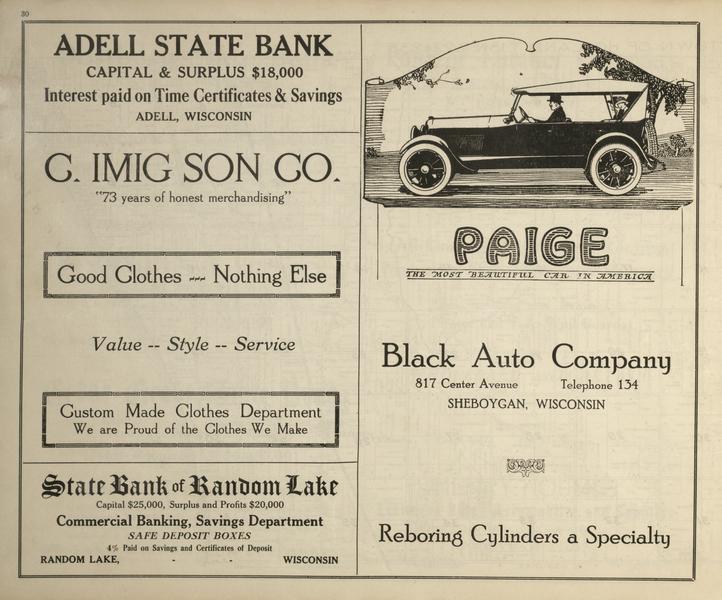 30
ADELL STATE BANK
CAPITAL & SURPLUS $18,000
Interest paid on Time Certificates & Savings
ADELL, WISCONSIN
C. IMIG SON CO.
"73 years of honest merchandising"
Good Clothes --- Nothing Else
Value -- Style -- Service
Custom Made Clothes Department
We are Proud of the Clothes We Make
State Bank of Random Lake
Capital $25,000, Surplus and Profits $20,000
Commercial Banking, Savings Department
SAFE DEPOSIT BOXES
4% Paid on Savings and Certificates of Deposit
RANDOM LAKE, - - WISCONSIN
PAIGE
THE MOST BEAUTIFUL CAR IN AMERICA
Black Auto Company
817 Center Avenue Telephone 134
SHEBOYGAN, WISCONSIN
Reboring Cylinders a Specialty